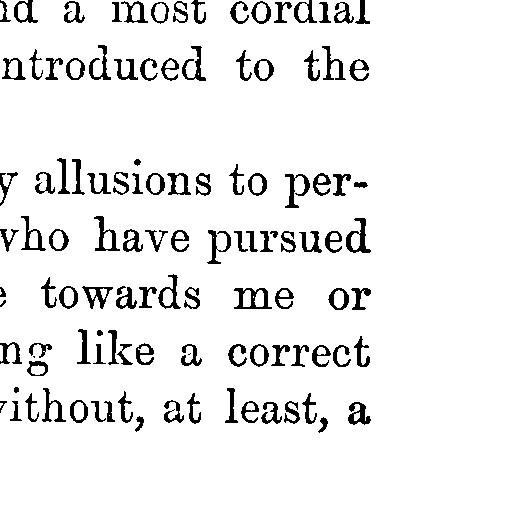 a most cordial
ntroduced to the
y allusions to per-
who have pursued
towards me or
ng like a correct
without, at least, a